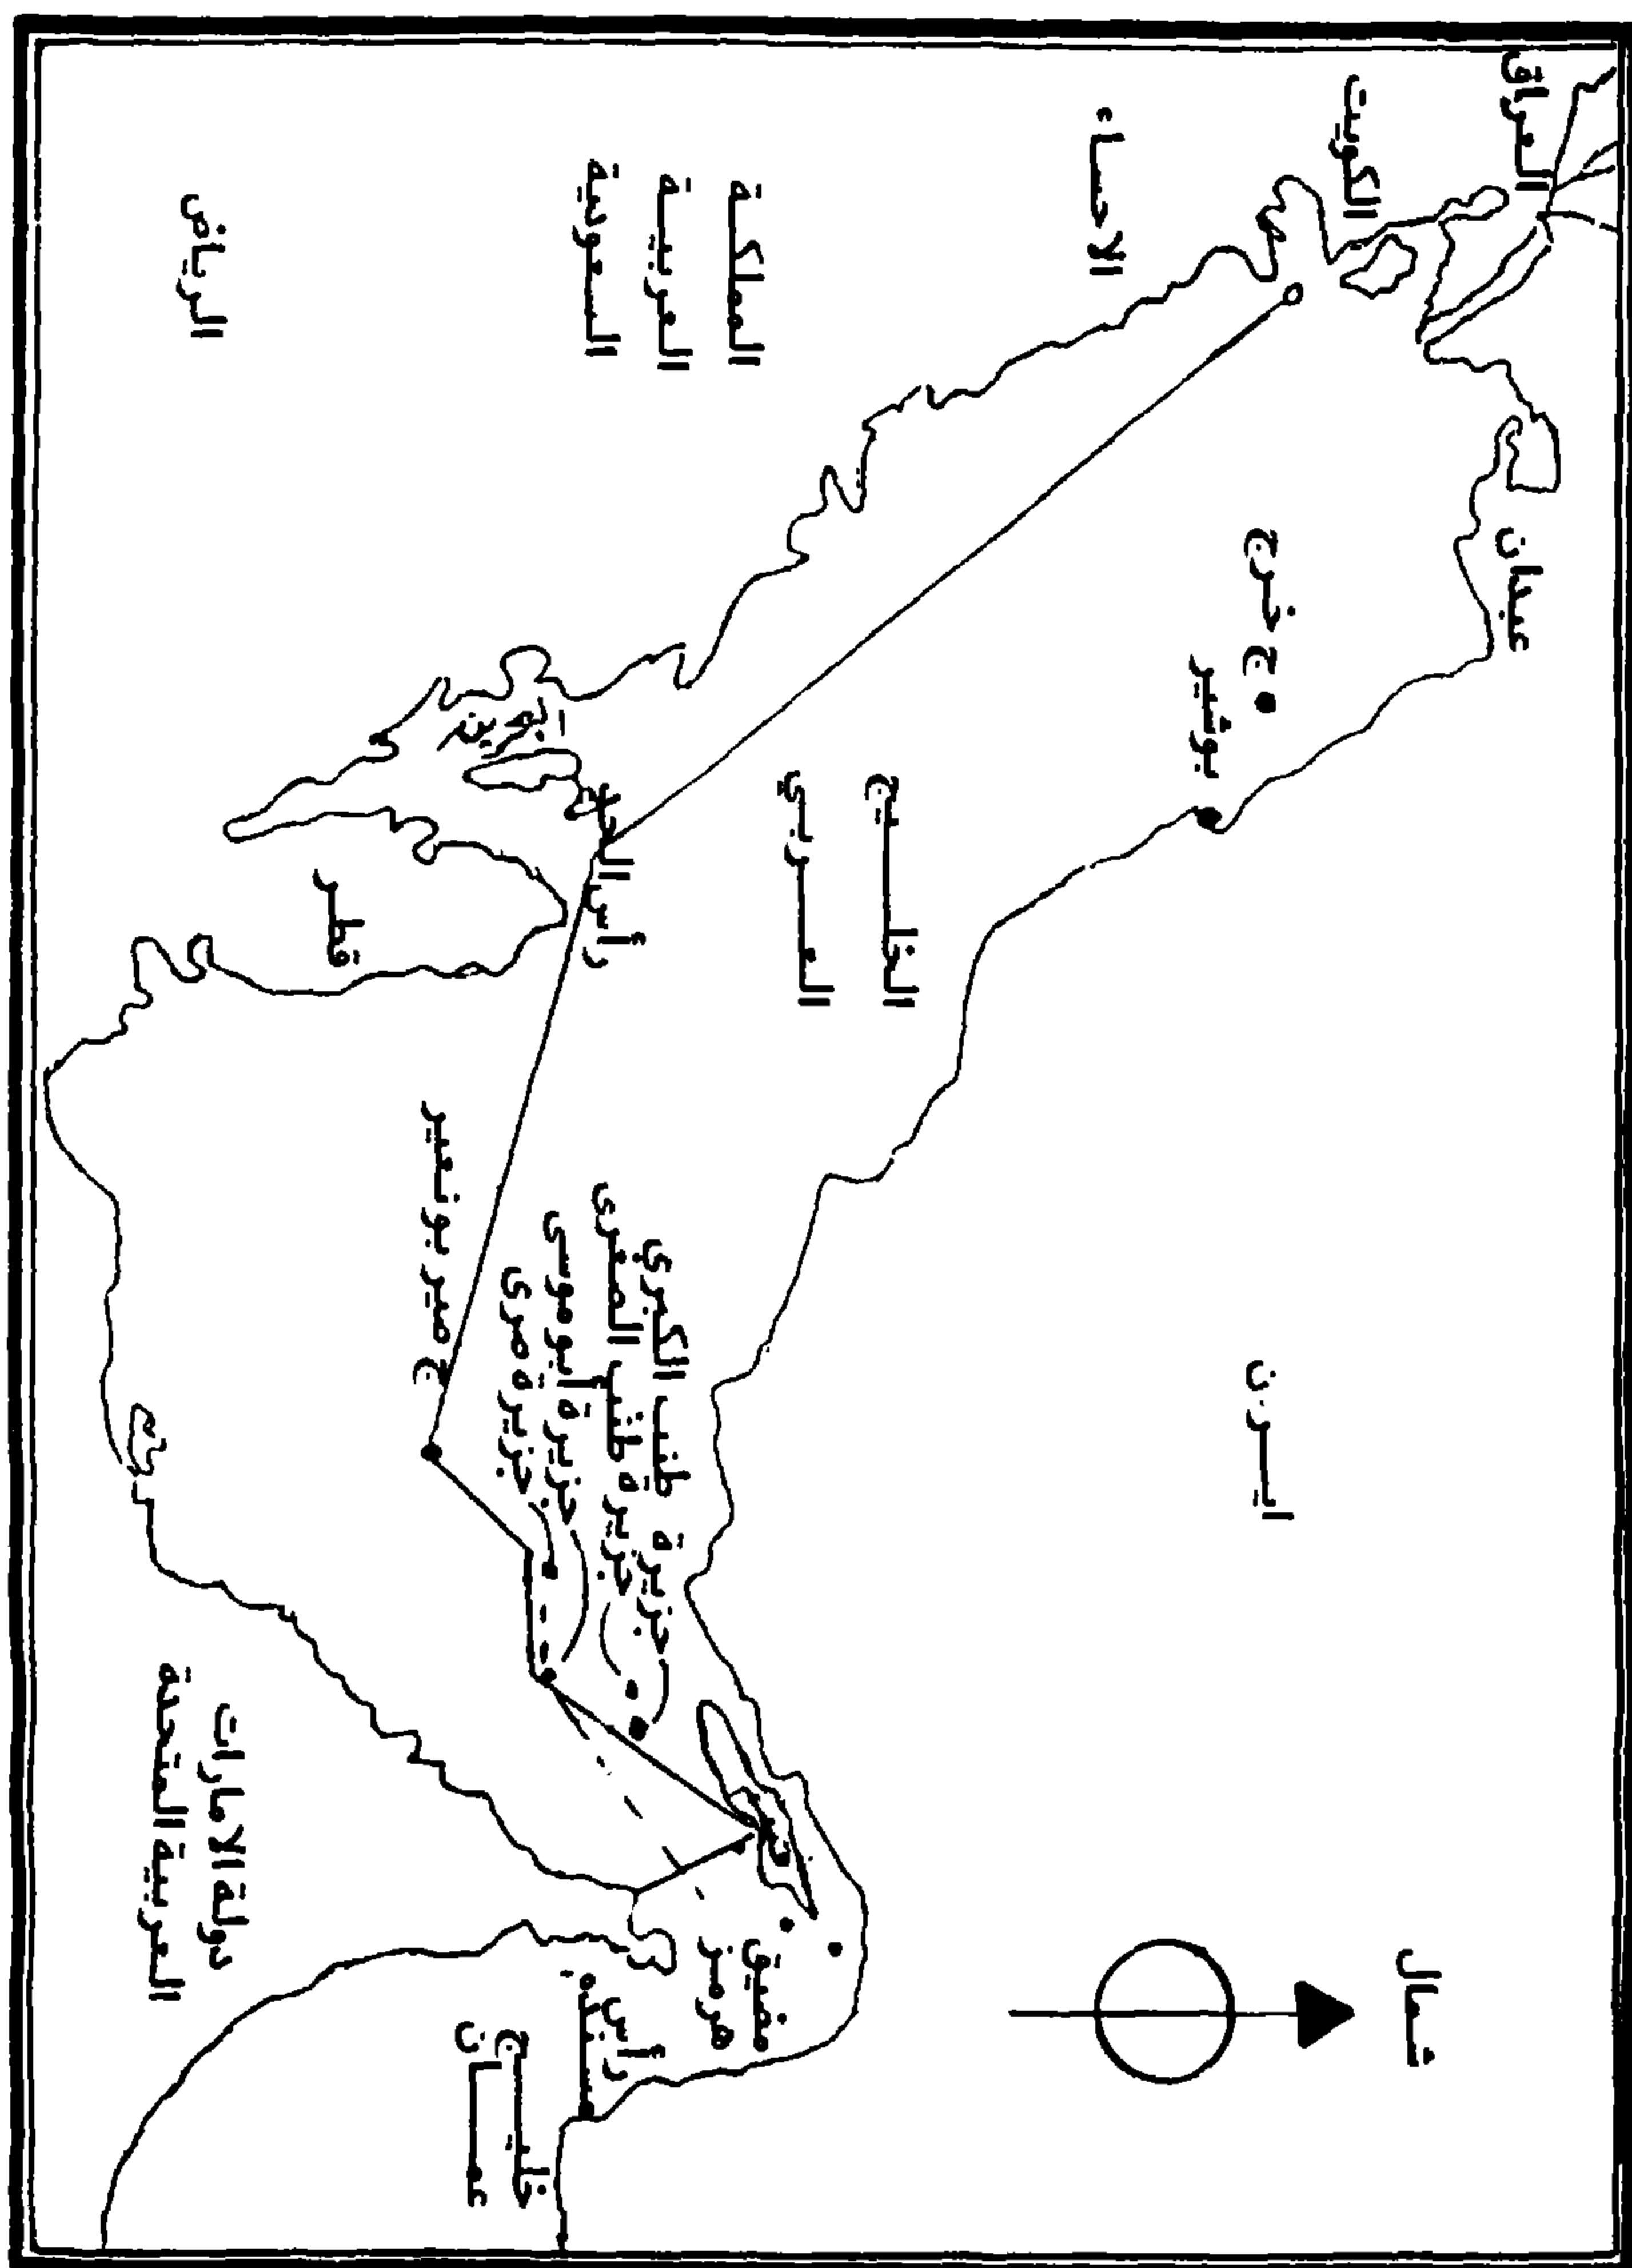 العراق
الكويت
الاحساء
المملكة
العربية
السعودية
الرياض
عبادان
ج خرج
بوشير
الخليج
العربي
ايران
البحرين
رأس
قطر
ج صير بو نعير
جزيرة طنب الكبرى
جزيرة طنب الصغرى
جزيرة أبو موسى
جزيرة صرى
دولة الامارات
العربية المتحدة
مضيق
هرمز
رأس
خليج
عمان
شمال